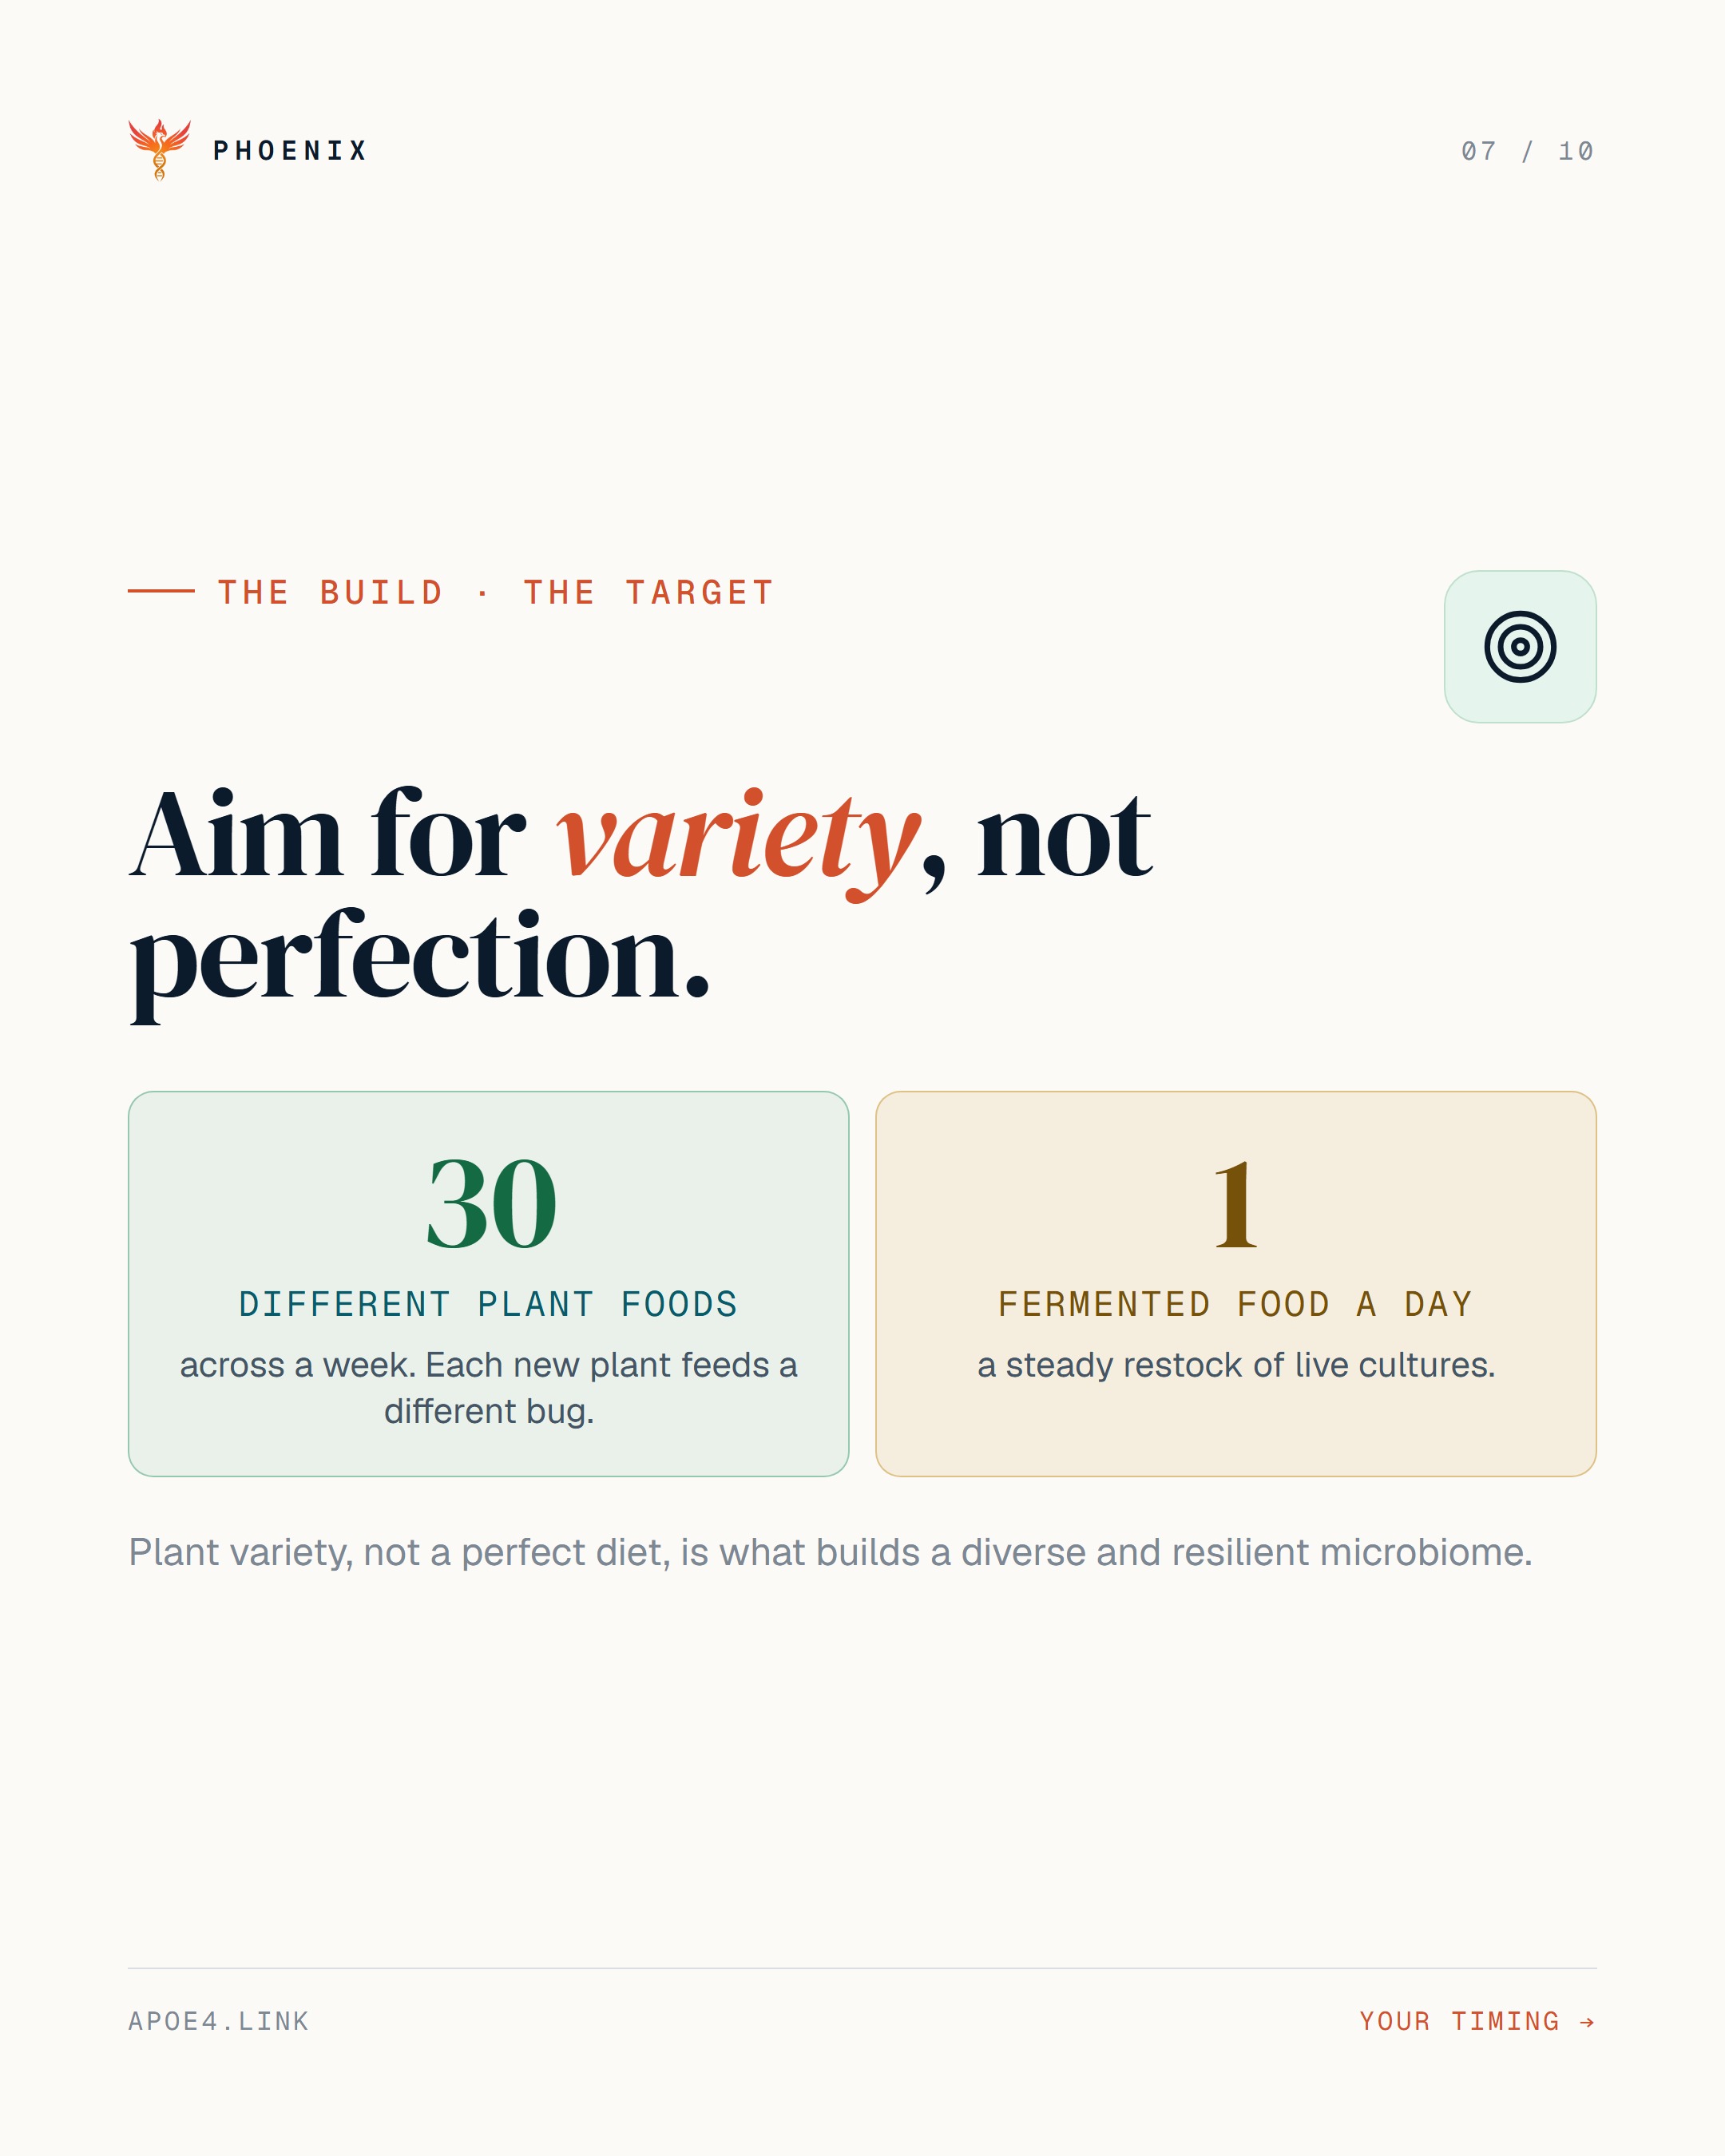 PHOENIX
07 / 10
THE BUILD · THE TARGET
Aim for variety, not
perfection.
30
DIFFERENT PLANT FOODS
across a week. Each new plant feeds a
different bug.
1
FERMENTED FOOD A DAY
a steady restock of live cultures.
Plant variety, not a perfect diet, is what builds a diverse and resilient microbiome.
APOE4.LINK
YOUR TIMING →